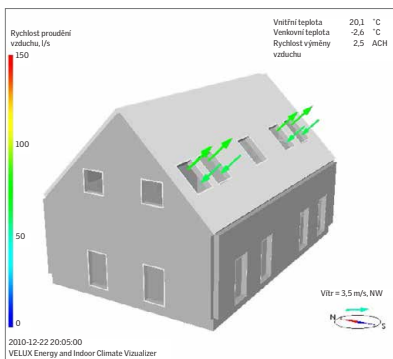 Rychlost proudění
vzduchu, l/s
150
100
50
0
Vnitřní teplota 20,1 ˚C
Venkovní teplota -2,6 ˚C
Rychlost výměny 2,5 ACH
vzduchu
Vítr = 3,5 m/s, NW
N
S
2010-12-22 20:05:00
VELUX Energy and Indoor Climate Vizualizer